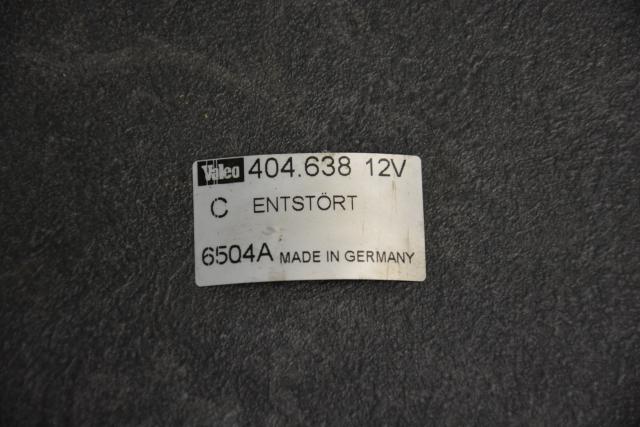 Valeo 404.638 12V
C ENTSTÖRT
6504A MADE IN GERMANY